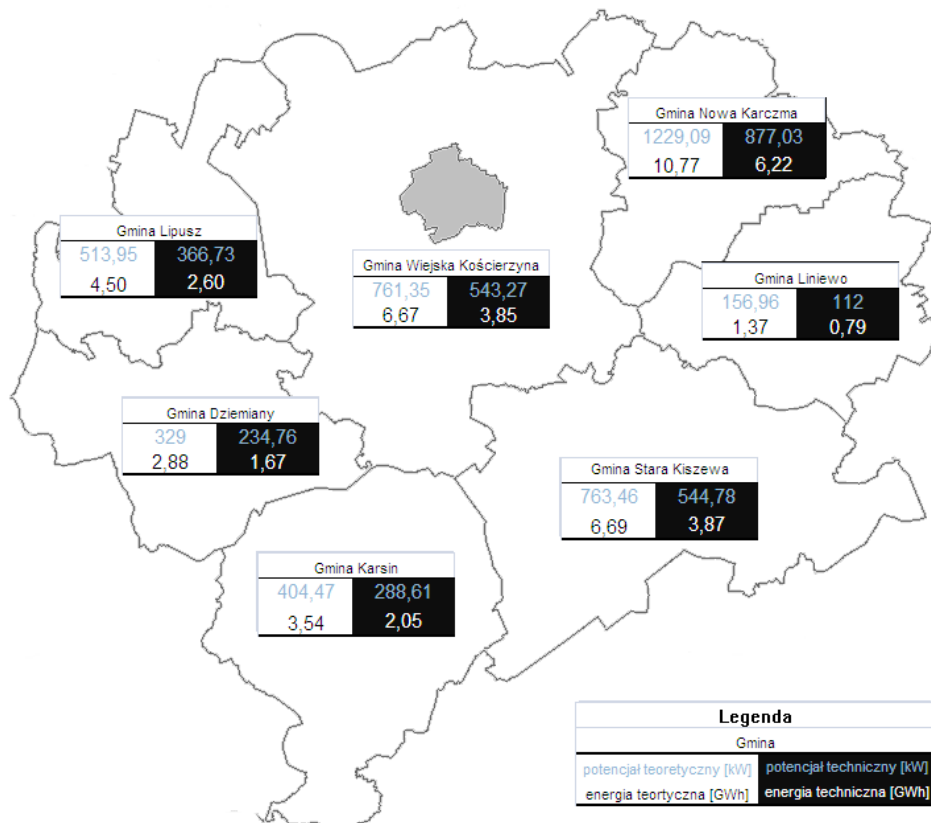 Gmina Nowa Karczma
1229,09 877,03
10,77 6,22
Gmina Lipusz
513,95 366,73
4,50 2,60
Gmina Wiejska Kościerzyna
761,35 543,27
6,67 3,85
Gmina Liniewo
156,96 112
1,37 0,79
Gmina Dziemiany
329 234,76
2,88 1,67
Gmina Stara Kiszewa
763,46 544,78
6,69 3,87
Gmina Karsin
404,47 288,61
3,54 2,05
Legenda
Gmina
potencjał teoretyczny [kW] potencjał techniczny [kW]
energia teortyczna [GWh] energia techniczna [GWh]